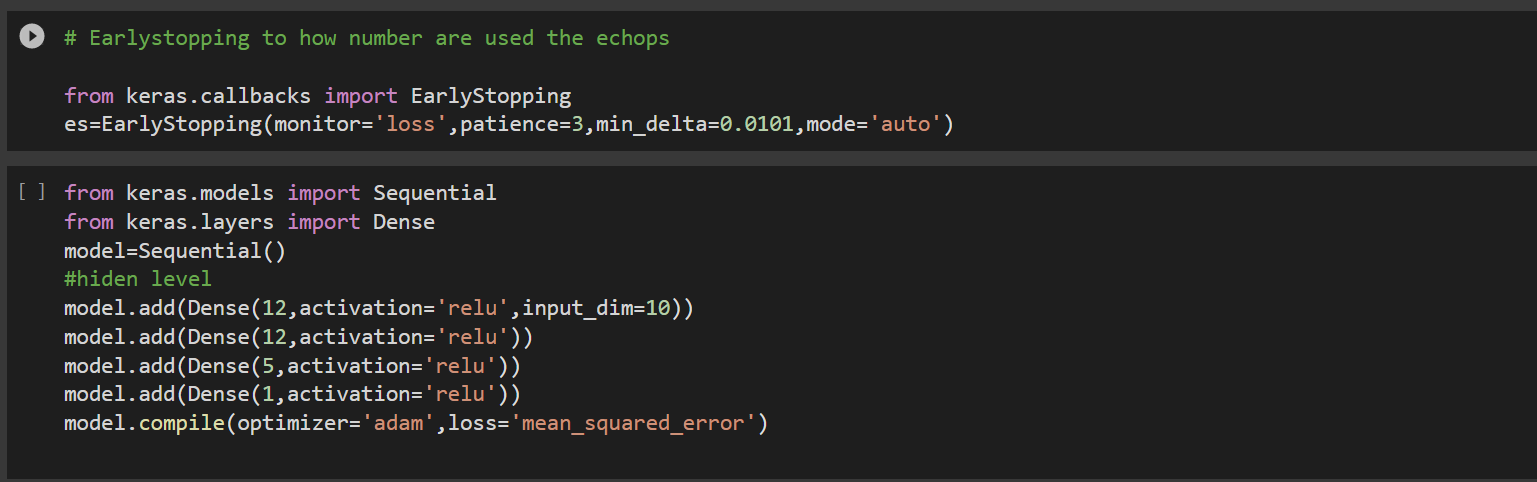 # Earlystopping to how number are used the echops
from keras.callbacks import EarlyStopping
es=EarlyStopping(monitor='loss',patience=3,min_delta=0.0101,mode='auto')
[ ] from keras.models import Sequential
from keras.layers import Dense
model=Sequential()
#hiden level
model.add(Dense(12,activation='relu',input_dim=10))
model.add(Dense(12,activation='relu'))
model.add(Dense(5,activation='relu'))
model.add(Dense(1,activation='relu'))
model.compile(optimizer='adam',loss='mean_squared_error')